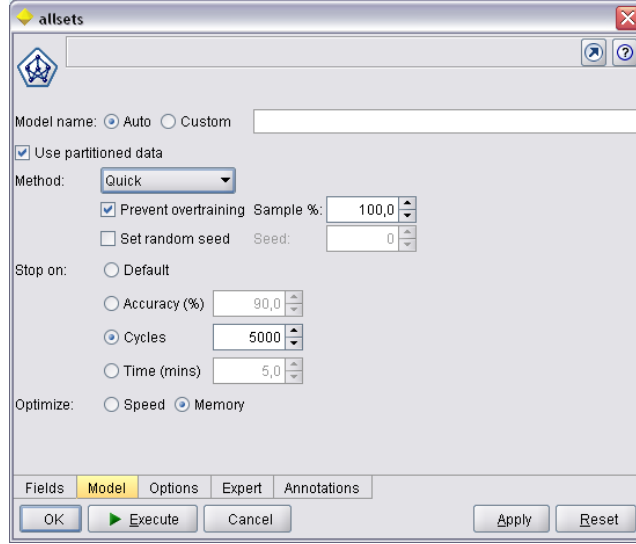 allsets
Model name: Auto Custom
Use partitioned data
Method: Quick
Prevent overtraining Sample %: 100,0
Set random seed Seed: 0
Stop on: Default
Accuracy (%) 90,0
Cycles 5000
Time (mins) 5,0
Optimize: Speed Memory
Fields Model Options Expert Annotations
OK Execute Cancel Apply Reset